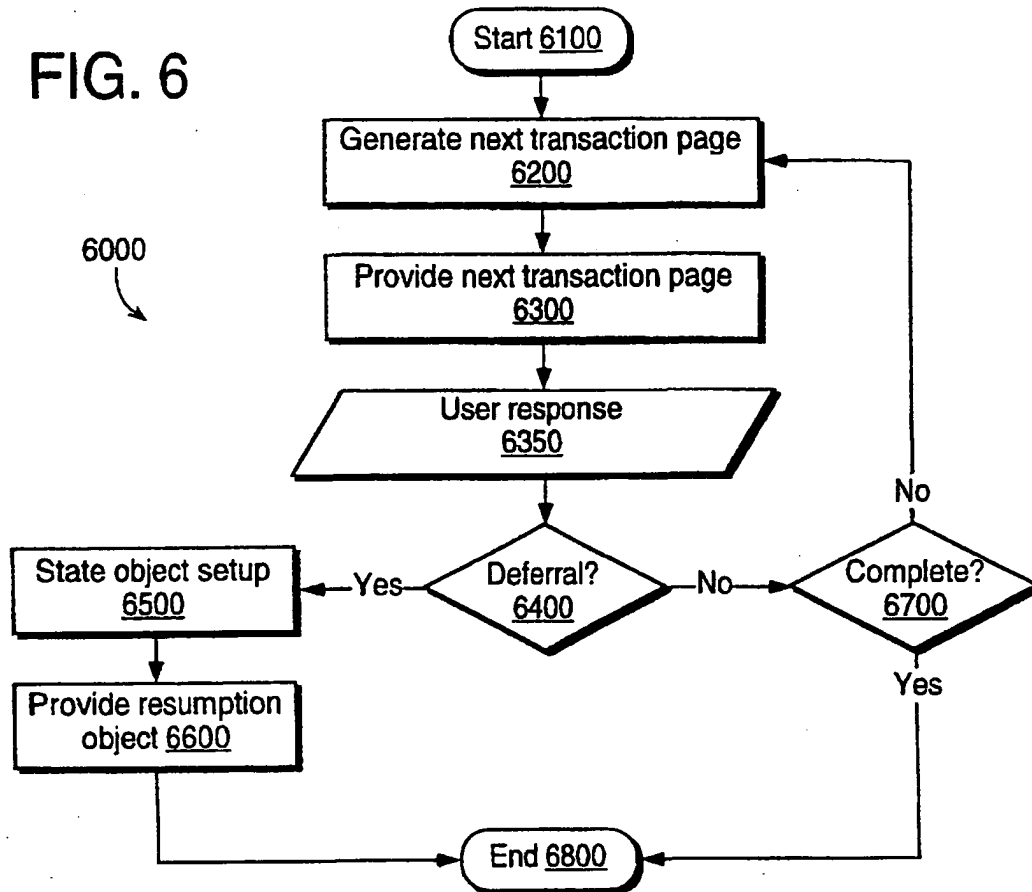 FIG. 6
Start 6100
Generate next transaction page
6200
6000
Provide next transaction page
6300
User response
6350
No
State object setup
6500
Yes
Deferral?
6400
No
Complete?
6700
Yes
Provide resumption
object 6600
End 6800